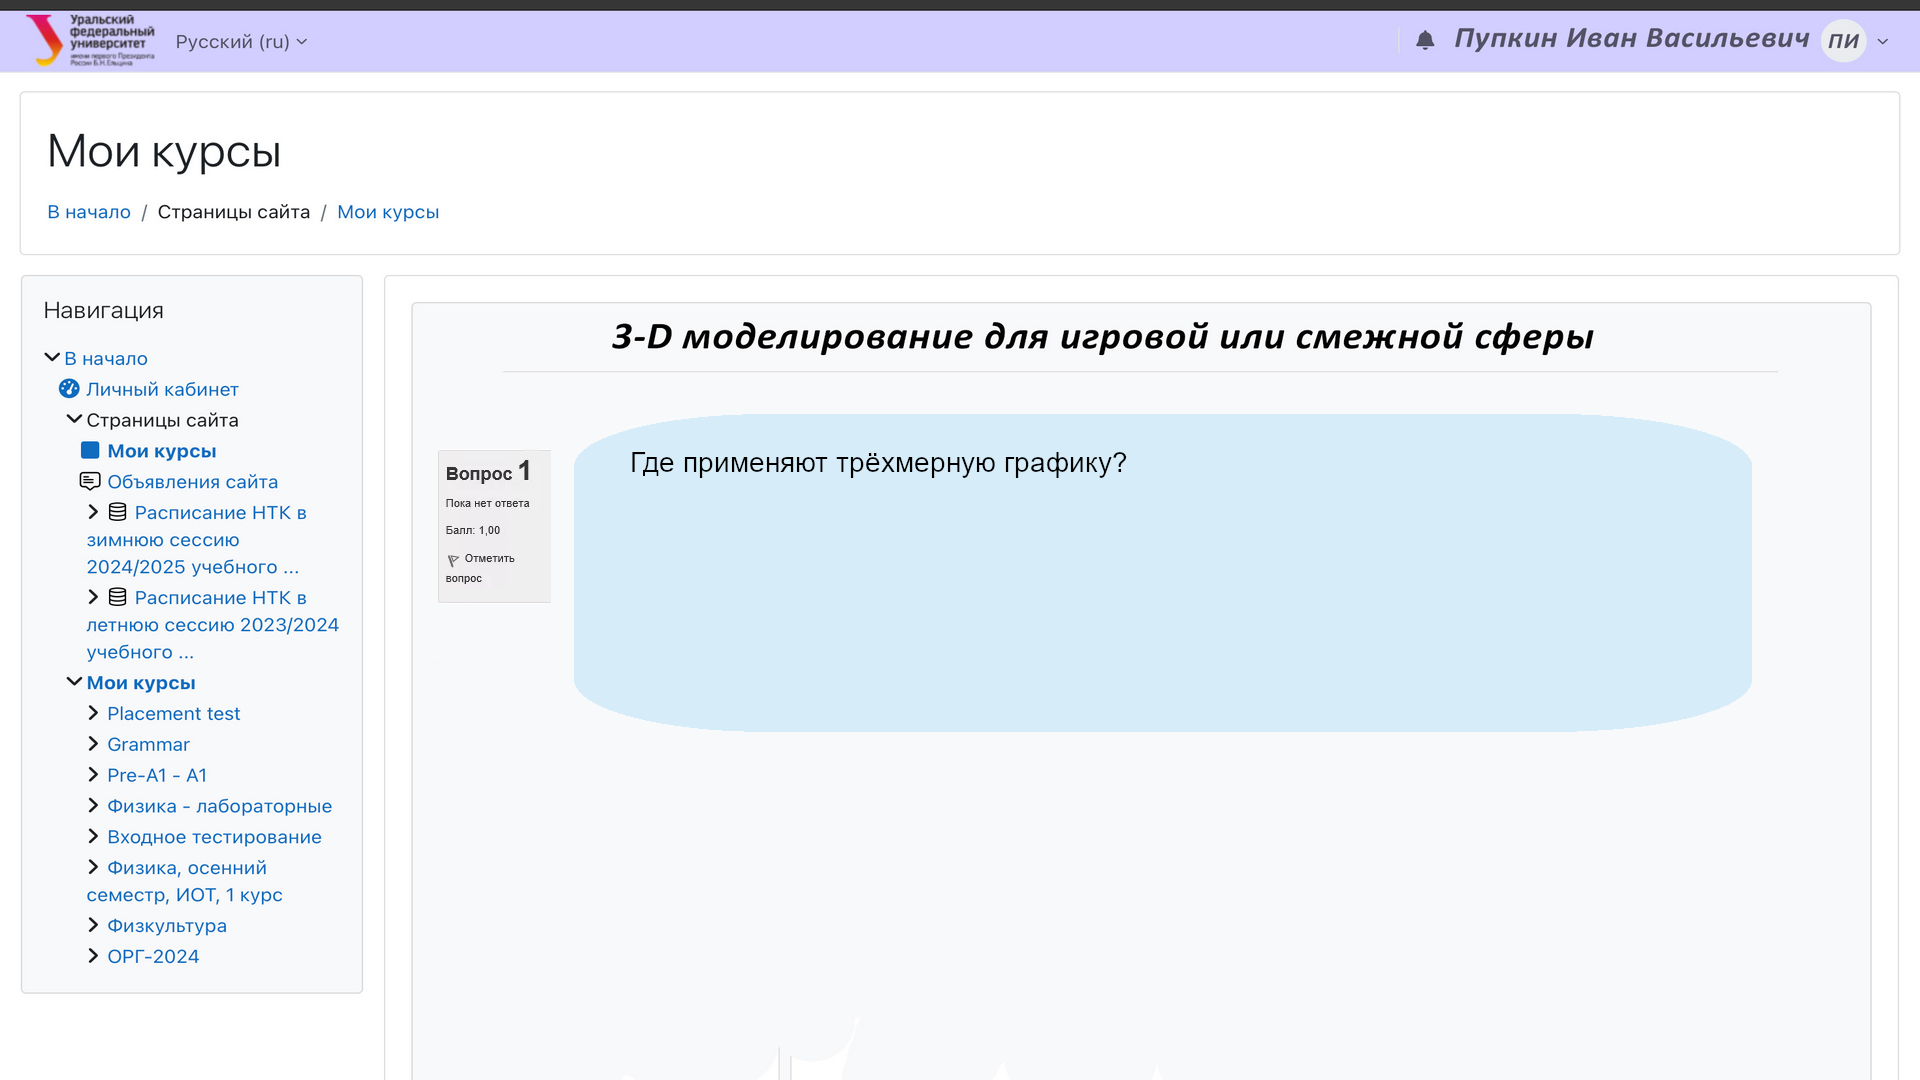 Уральский
федеральный
университет
имени первого Президента
России Б.Н.Ельцина
Русский (ru)
Пупкин Иван Васильевич
ПИ
Мои курсы
В начало / Страницы сайта / Мои курсы
Навигация
В начало
Личный кабинет
Страницы сайта
Мои курсы
Объявления сайта
Расписание НТК в
зимнюю сессию
2024/2025 учебного ...
Расписание НТК в
летнюю сессию 2023/2024
учебного ...
Мои курсы
Placement test
Grammar
Pre-A1 - A1
Физика - лабораторные
Входное тестирование
Физика, осенний
семестр, ИОТ, 1 курс
Физкультура
ОРГ-2024
3-D моделирование для игровой или смежной сферы
Вопрос 1
Пока нет ответа
Балл: 1,00
Отметить
вопрос
Где применяют трёхмерную графику?